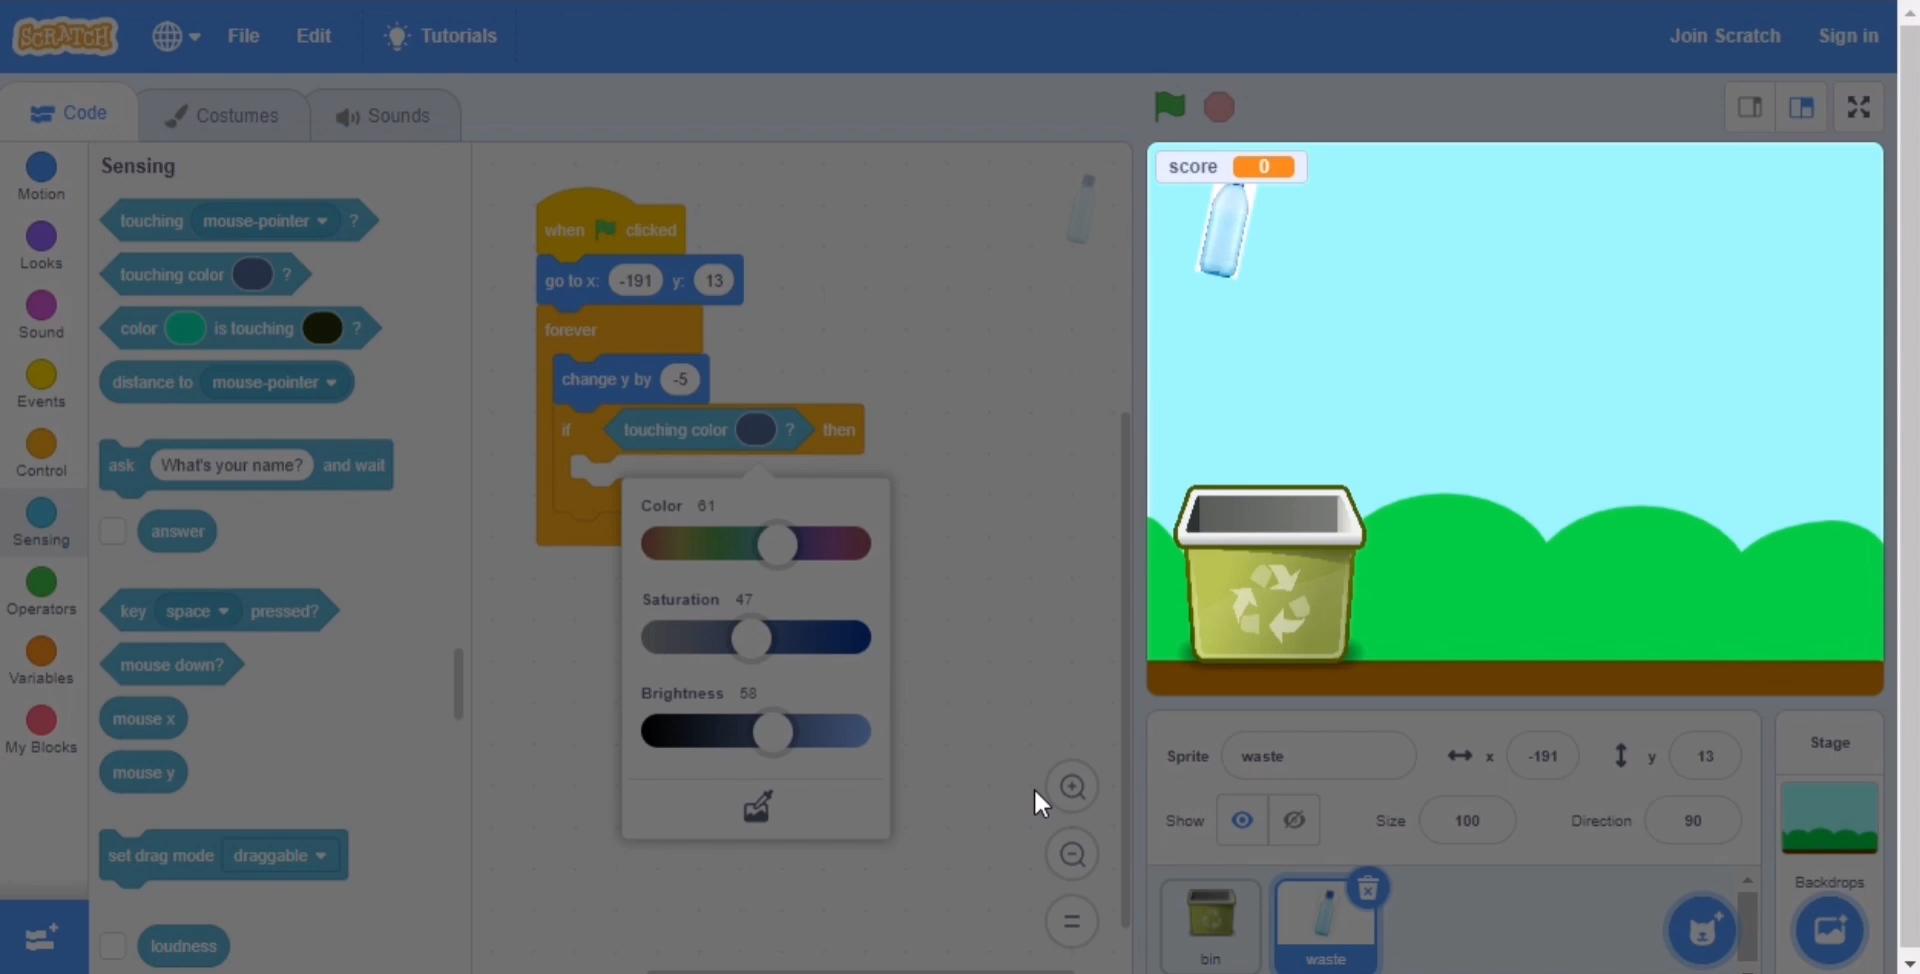 SCRATCH
File
Edit
Tutorials
Join Scratch
Sign in
Code
Costumes
Sounds
Motion
Looks
Sound
Events
Control
Sensing
Operators
Variables
My Blocks
Sensing
touching mouse-pointer ?
touching color ?
color is touching ?
distance to mouse-pointer
ask What's your name? and wait
answer
key space pressed?
mouse down?
mouse x
mouse y
set drag mode draggable
loudness
when clicked
go to x: -191 y: 13
forever
change y by -5
if touching color ? then
Color 61
Saturation 47
Brightness 58
score 0
Sprite waste x -191 y 13
Show Size 100 Direction 90
bin
waste
Stage
Backdrops